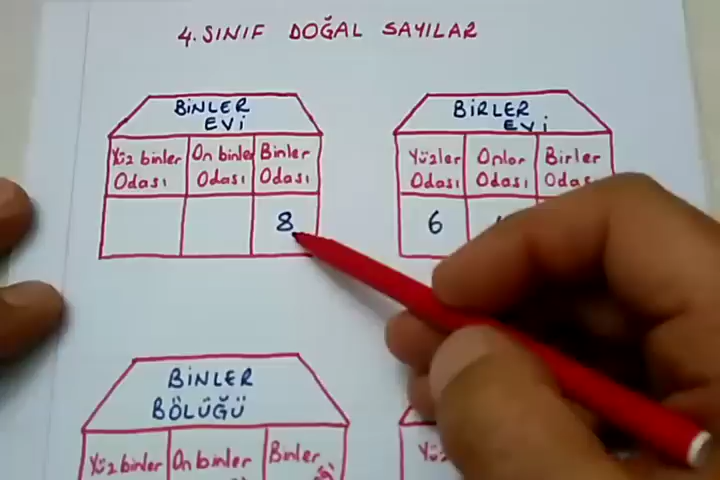 4. SINIF DOĞAL SAYILAR
BİNLER
EVİ
Yüz binler
Odası
On binler
Odası
Binler
Odası
8
BİRLER
EVİ
Yüzler
Odası
Onlar
Odası
Birler
6
BİNLER
BÖLÜĞÜ
Yüz binler
On binler
Binler